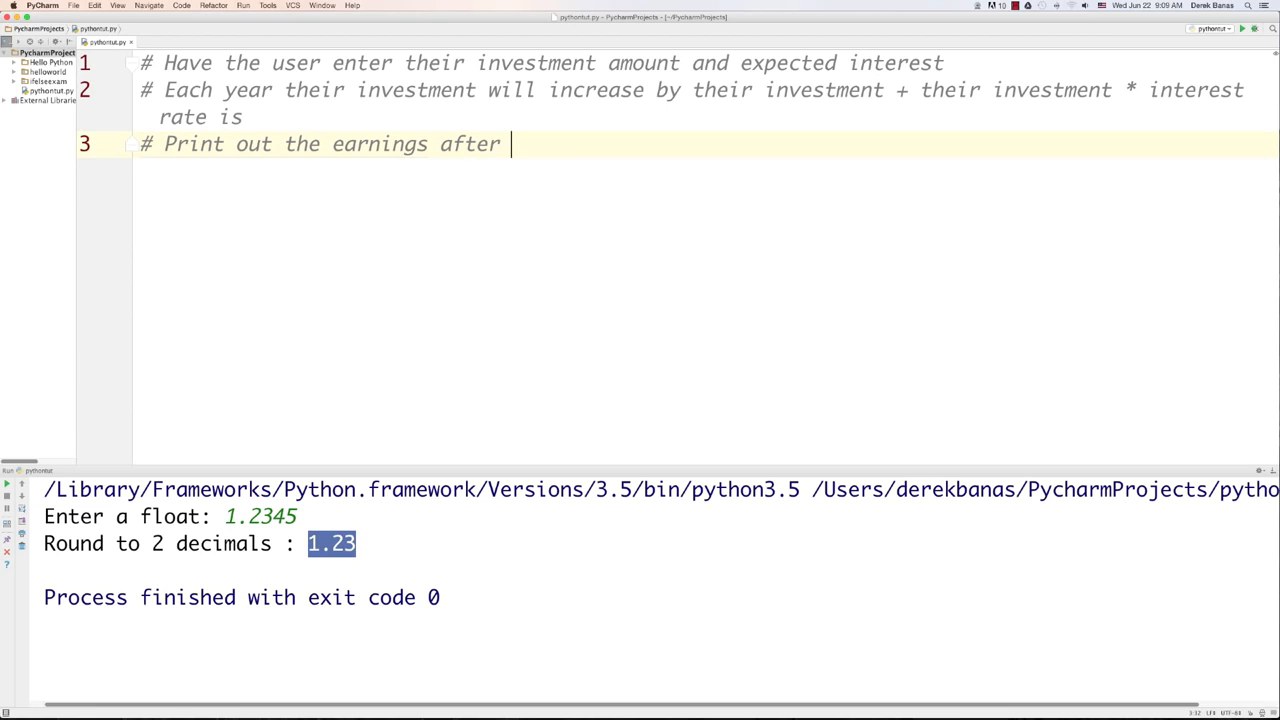 PyCharm File Edit View Navigate Code Refactor Run Tools VCS Window Help 10 Wed Jun 22 9:09 AM Derek Banas
pythontut.py - PycharmProjects - [~/PycharmProjects]
PycharmProjects pythontut.py pythontut
pythontut.py
PycharmProject
Hello Python
helloworld
ifelseexam
pythontut.py
External Librarie
1 # Have the user enter their investment amount and expected interest
2 # Each year their investment will increase by their investment + their investment * interest
rate is
3 # Print out the earnings after
Run pythontut
/Library/Frameworks/Python.framework/Versions/3.5/bin/python3.5 /Users/derekbanas/PycharmProjects/pytho
Enter a float: 1.2345
Round to 2 decimals : 1.23
Process finished with exit code 0
3:32 LF UTF-8